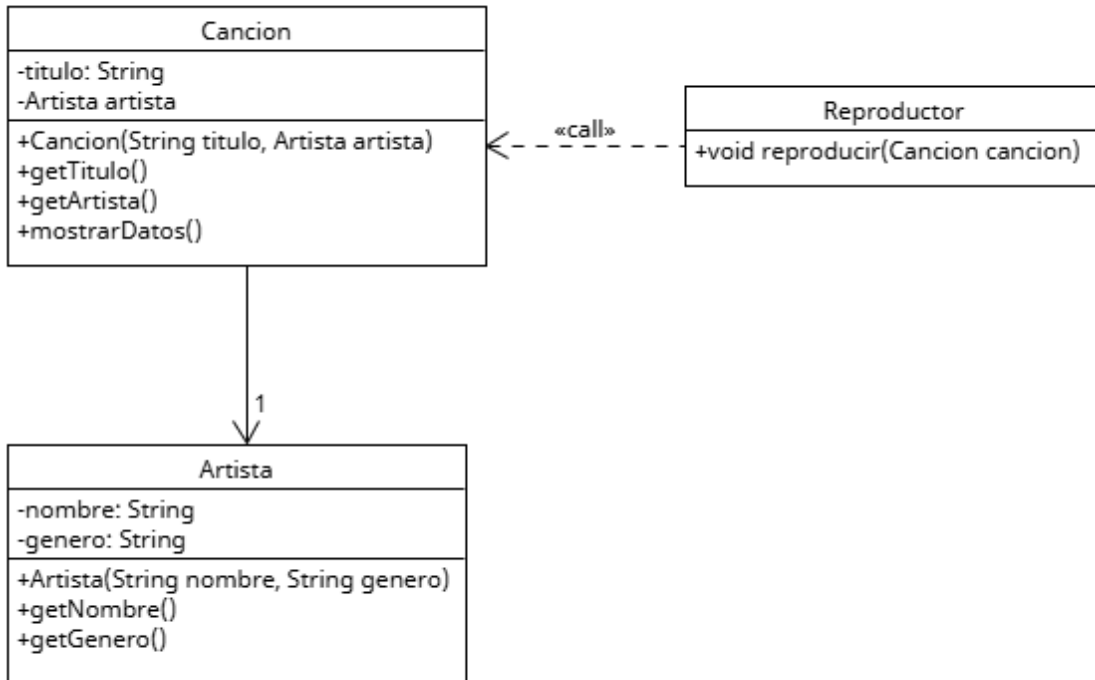 Cancion
-titulo: String
-Artista artista
+Cancion(String titulo, Artista artista)
+getTitulo()
+getArtista()
+mostrarDatos()
«call»
Reproductor
+void reproducir(Cancion cancion)
1
Artista
-nombre: String
-genero: String
+Artista(String nombre, String genero)
+getNombre()
+getGenero()